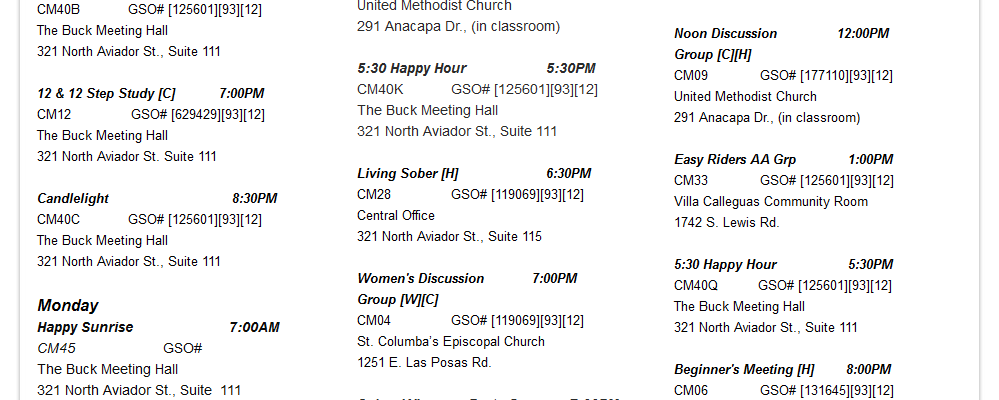 CM40B GSO# [125601][93][12]
The Buck Meeting Hall
321 North Aviador St., Suite 111
12 & 12 Step Study [C] 7:00PM
CM12 GSO# [629429][93][12]
The Buck Meeting Hall
321 North Aviador St. Suite 111
Candlelight 8:30PM
CM40C GSO# [125601][93][12]
The Buck Meeting Hall
321 North Aviador St., Suite 111
Monday
Happy Sunrise 7:00AM
CM45 GSO#
The Buck Meeting Hall
321 North Aviador St., Suite 111
United Methodist Church
291 Anacapa Dr., (in classroom)
5:30 Happy Hour 5:30PM
CM40K GSO# [125601][93][12]
The Buck Meeting Hall
321 North Aviador St., Suite 111
Living Sober [H] 6:30PM
CM28 GSO# [119069][93][12]
Central Office
321 North Aviador St., Suite 115
Women's Discussion 7:00PM
Group [W][C]
CM04 GSO# [119069][93][12]
St. Columba's Episcopal Church
1251 E. Las Posas Rd.
Noon Discussion 12:00PM
Group [C][H]
CM09 GSO# [177110][93][12]
United Methodist Church
291 Anacapa Dr., (in classroom)
Easy Riders AA Grp 1:00PM
CM33 GSO# [125601][93][12]
Villa Calleguas Community Room
1742 S. Lewis Rd.
5:30 Happy Hour 5:30PM
CM40Q GSO# [125601][93][12]
The Buck Meeting Hall
321 North Aviador St., Suite 111
Beginner's Meeting [H] 8:00PM
CM06 GSO# [131645][93][12]